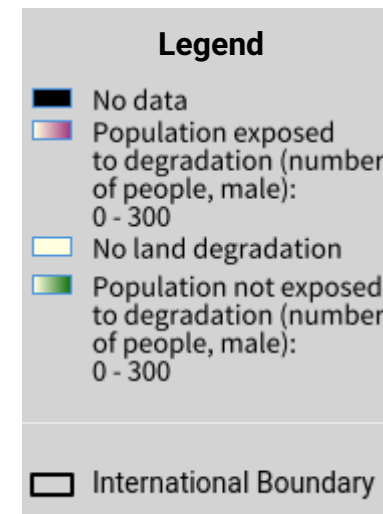 Legend
No data
Population exposed
to degradation (number
of people, male):
0 - 300
No land degradation
Population not exposed
to degradation (number
of people, male):
0 - 300
International Boundary